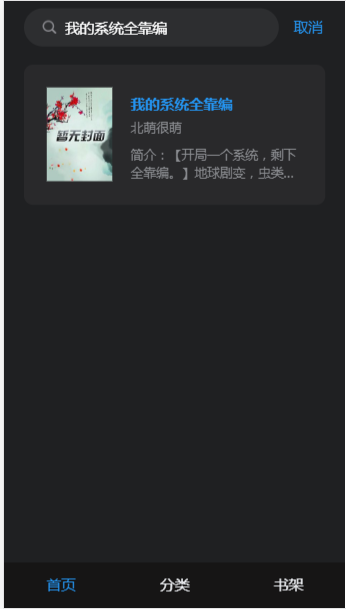 我的系统全靠编
取消
暂无封面
我的系统全靠编
北萌很萌
简介：【开局一个系统，剩下
全靠编。】地球剧变，虫类...
首页
分类
书架